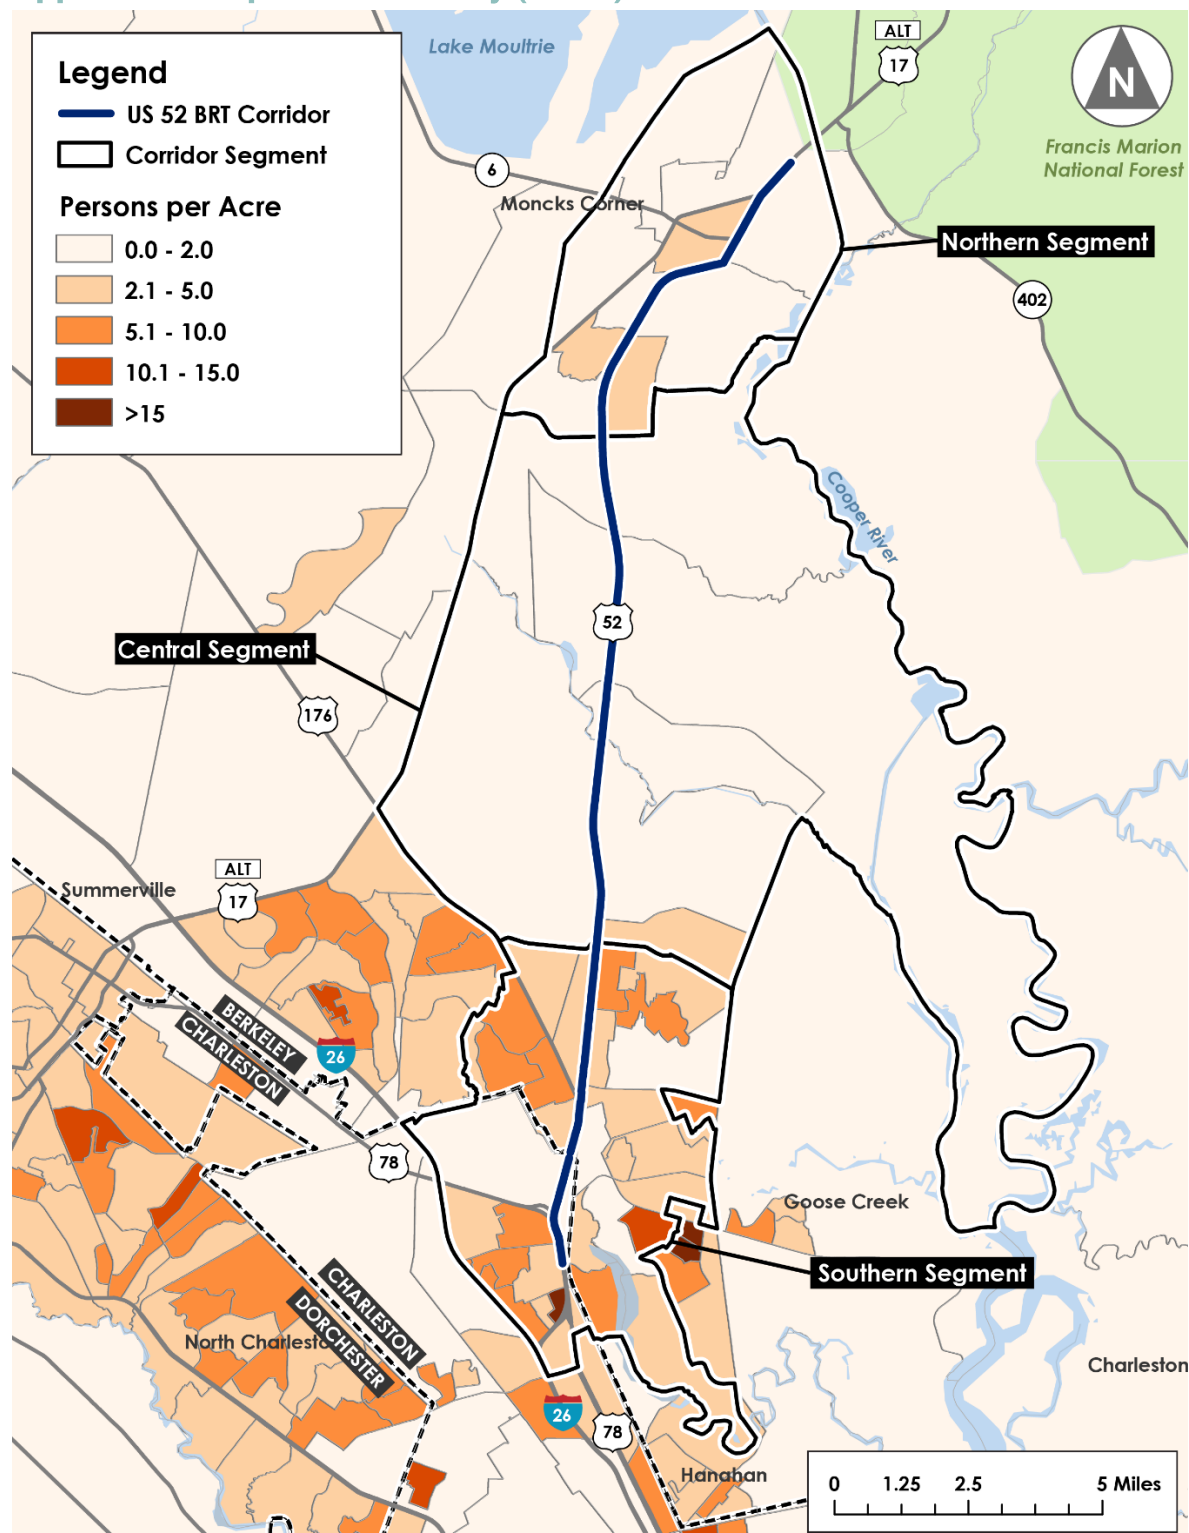 Lake Moultrie
ALT
17
N
Francis Marion
National Forest
Legend
US 52 BRT Corridor
Corridor Segment
Persons per Acre
0.0 - 2.0
2.1 - 5.0
5.1 - 10.0
10.1 - 15.0
>15
6
Moncks Corner
Northern Segment
402
Cooper River
52
Central Segment
176
ALT
17
Summerville
BERKELEY
CHARLESTON
26
78
Goose Creek
Southern Segment
CHARLESTON
DORCHESTER
North Charlesto
Charleston
26
78
Hanahan
0 1.25 2.5 5 Miles